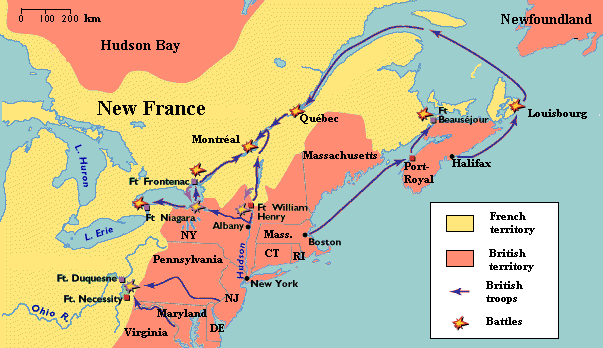 0 100 200 km
Newfoundland
Hudson Bay
New France
Québec
Ft
Beauséjour
Louisbourg
Montréal
Massachusetts
L. Huron
Ft Frontenac
Port-
Royal
Halifax
Ft Niagara
Ft William
Henry
L. Erie
NY
Albany
Mass.
Boston
CT
RI
Hudson
Pennsylvania
Ft. Duquesne
Ft. Necessity
New York
NJ
Ohio R.
Maryland
DE
Virginia
French
territory
British
territory
British
troops
Battles